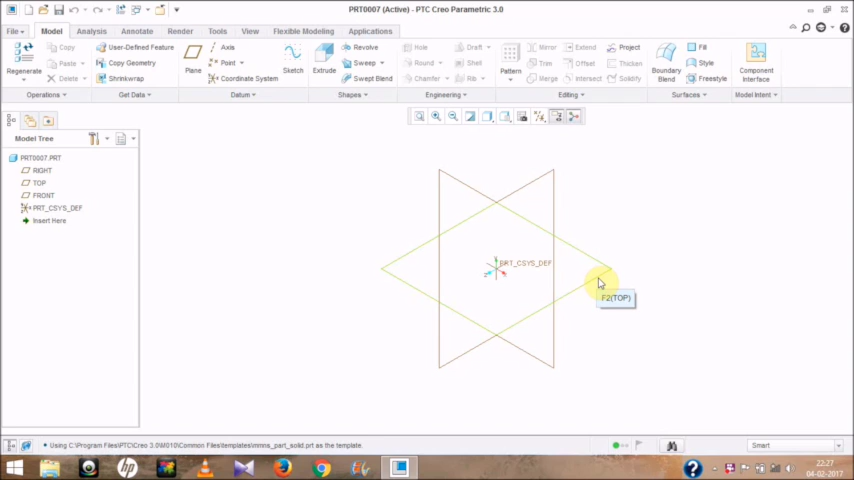 PRT0007 (Active) - PTC Creo Parametric 3.0
File Model Analysis Annotate Render Tools View Flexible Modeling Applications
Regenerate
Copy
Paste
Delete
User-Defined Feature
Copy Geometry
Shrinkwrap
Plane
Axis
Point
Coordinate System
Sketch
Extrude
Revolve
Sweep
Swept Blend
Hole
Round
Chamfer
Draft
Shell
Rib
Pattern
Mirror
Trim
Merge
Extend
Offset
Intersect
Project
Thicken
Solidify
Boundary
Blend
Fill
Style
Freestyle
Component
Interface
Operations Get Data Datum Shapes Engineering Editing Surfaces Model Intent
Model Tree
PRT0007.PRT
RIGHT
TOP
FRONT
PRT_CSYS_DEF
Insert Here
PRT_CSYS_DEF
F2(TOP)
Using C:\Program Files\PTC\Creo 3.0\M010\Common Files\templates\mmns_part_solid.prt as the template.
Smart
22:27
04-02-2017